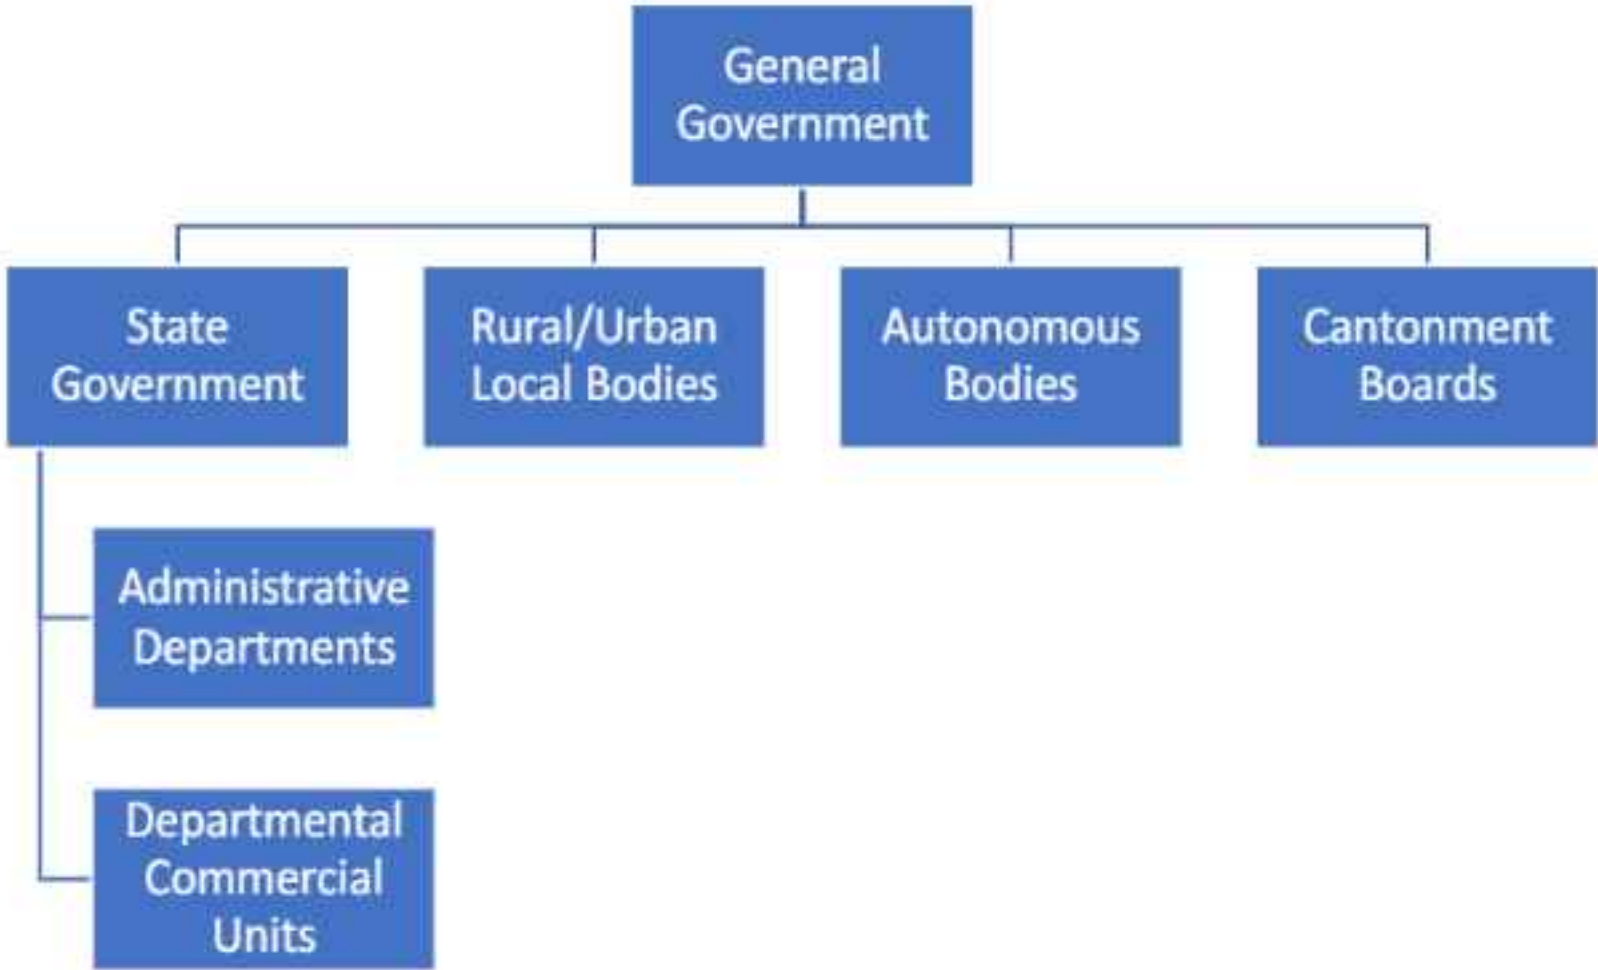 General
Government
State
Government
Rural/Urban
Local Bodies
Autonomous
Bodies
Cantonment
Boards
Administrative
Departments
Departmental
Commercial
Units